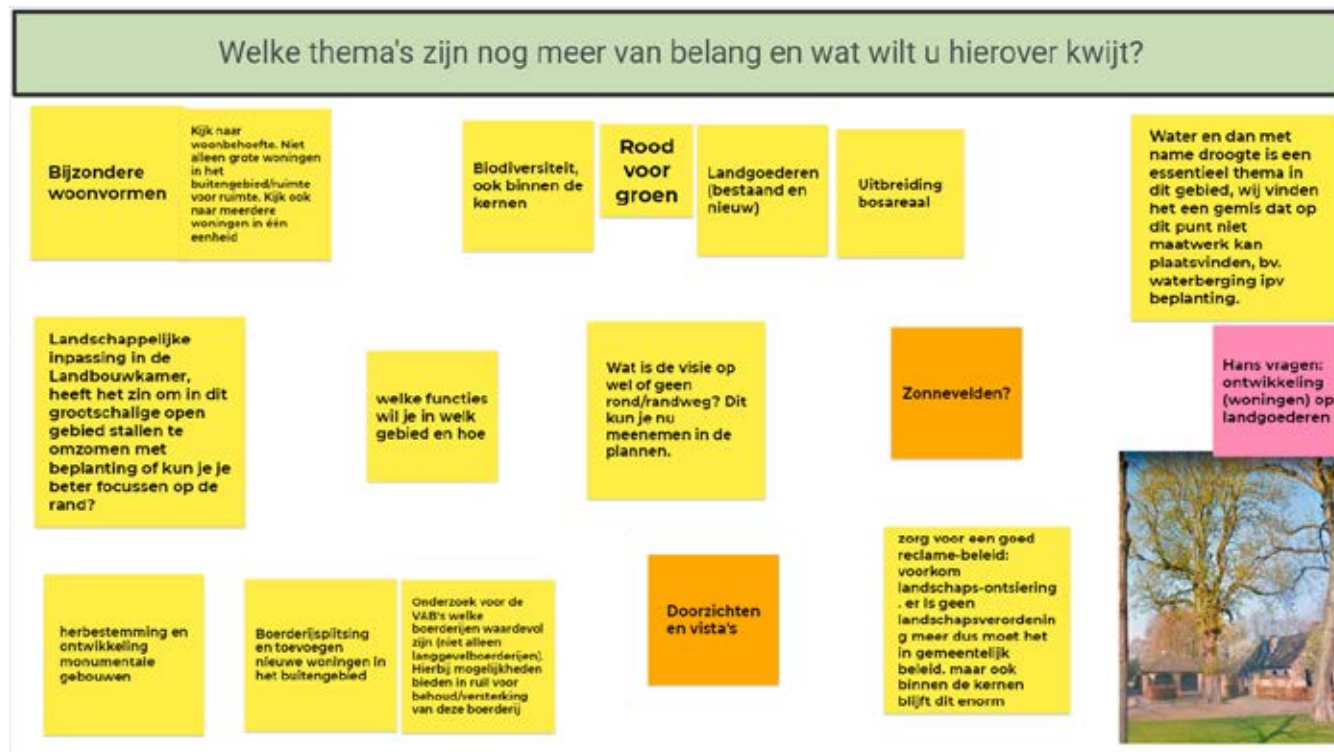 Welke thema's zijn nog meer van belang en wat wilt u hierover kwijt?
Bijzondere
woonvormen
Kijk naar
woonbehoefte. Niet
alleen grote woningen
in het
buitengebied/ruimte
voor ruimte. Kijk ook
naar meerdere
woningen in één
eenheid
Biodiversiteit,
ook binnen de
kernen
Rood
voor
groen
Landgoederen
(bestaand en
nieuw)
Uitbreiding
bosareaal
Water en dan met
name droogte is een
essentieel thema in
dit gebied, wij vinden
het een gemis dat op
dit punt niet
maatwerk kan
plaatsvinden, bv.
waterberging ipv
beplanting.
Landschappelijke
inpassing in de
Landbouwkamer,
heeft het zin om in dit
grootschalige open
gebied stallen te
omzomen met
beplanting of kun je je
beter focussen op de
rand?
welke functies
wil je in welk
gebied en hoe
Wat is de visie op
wel of geen
rond/randweg? Dit
kun je nu
meenemen in de
plannen.
Zonnevelden?
Hans vragen:
ontwikkeling
(woningen) op
landgoederen
herbestemming en
ontwikkeling
monumentale
gebouwen
Boerderijsplitsing
en toevoegen
nieuwe woningen in
het buitengebied
Onderzoek voor de
VAB's welke
boerderijen waardevol
zijn (niet alleen
langgevelboerderijen).
Hierbij mogelijkheden
bieden in ruil voor
behoud/versterking
van deze boerderij
Doorzichten
en vista's
zorg voor een goed
reclame-beleid:
voorkom
landschaps-ontsiering
. er is geen
landschapsverordenin
g meer dus moet het
in gemeentelijk
beleid. maar ook
binnen de kernen
blijft dit enorm